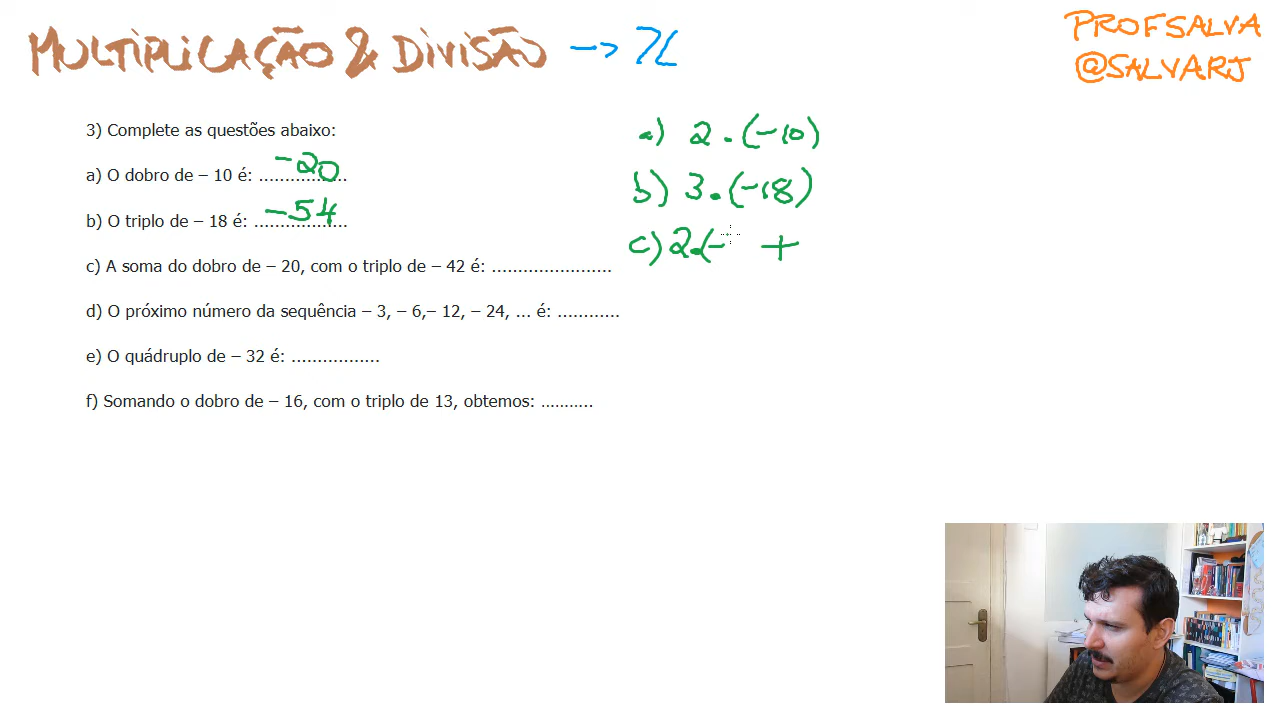 MULTIPLICAÇÃO & DIVISÃO → ℤ
PROFSALVA
@SALVARJ
3) Complete as questões abaixo:
a) O dobro de – 10 é: ................. -20
b) O triplo de – 18 é: .................. -54
c) A soma do dobro de – 20, com o triplo de – 42 é: .......................
d) O próximo número da sequência – 3, – 6,– 12, – 24, ... é: ............
e) O quádruplo de – 32 é: .................
f) Somando o dobro de – 16, com o triplo de 13, obtemos: ...........
a) 2 . (-10)
b) 3 . (-18)
c) 2.(- +